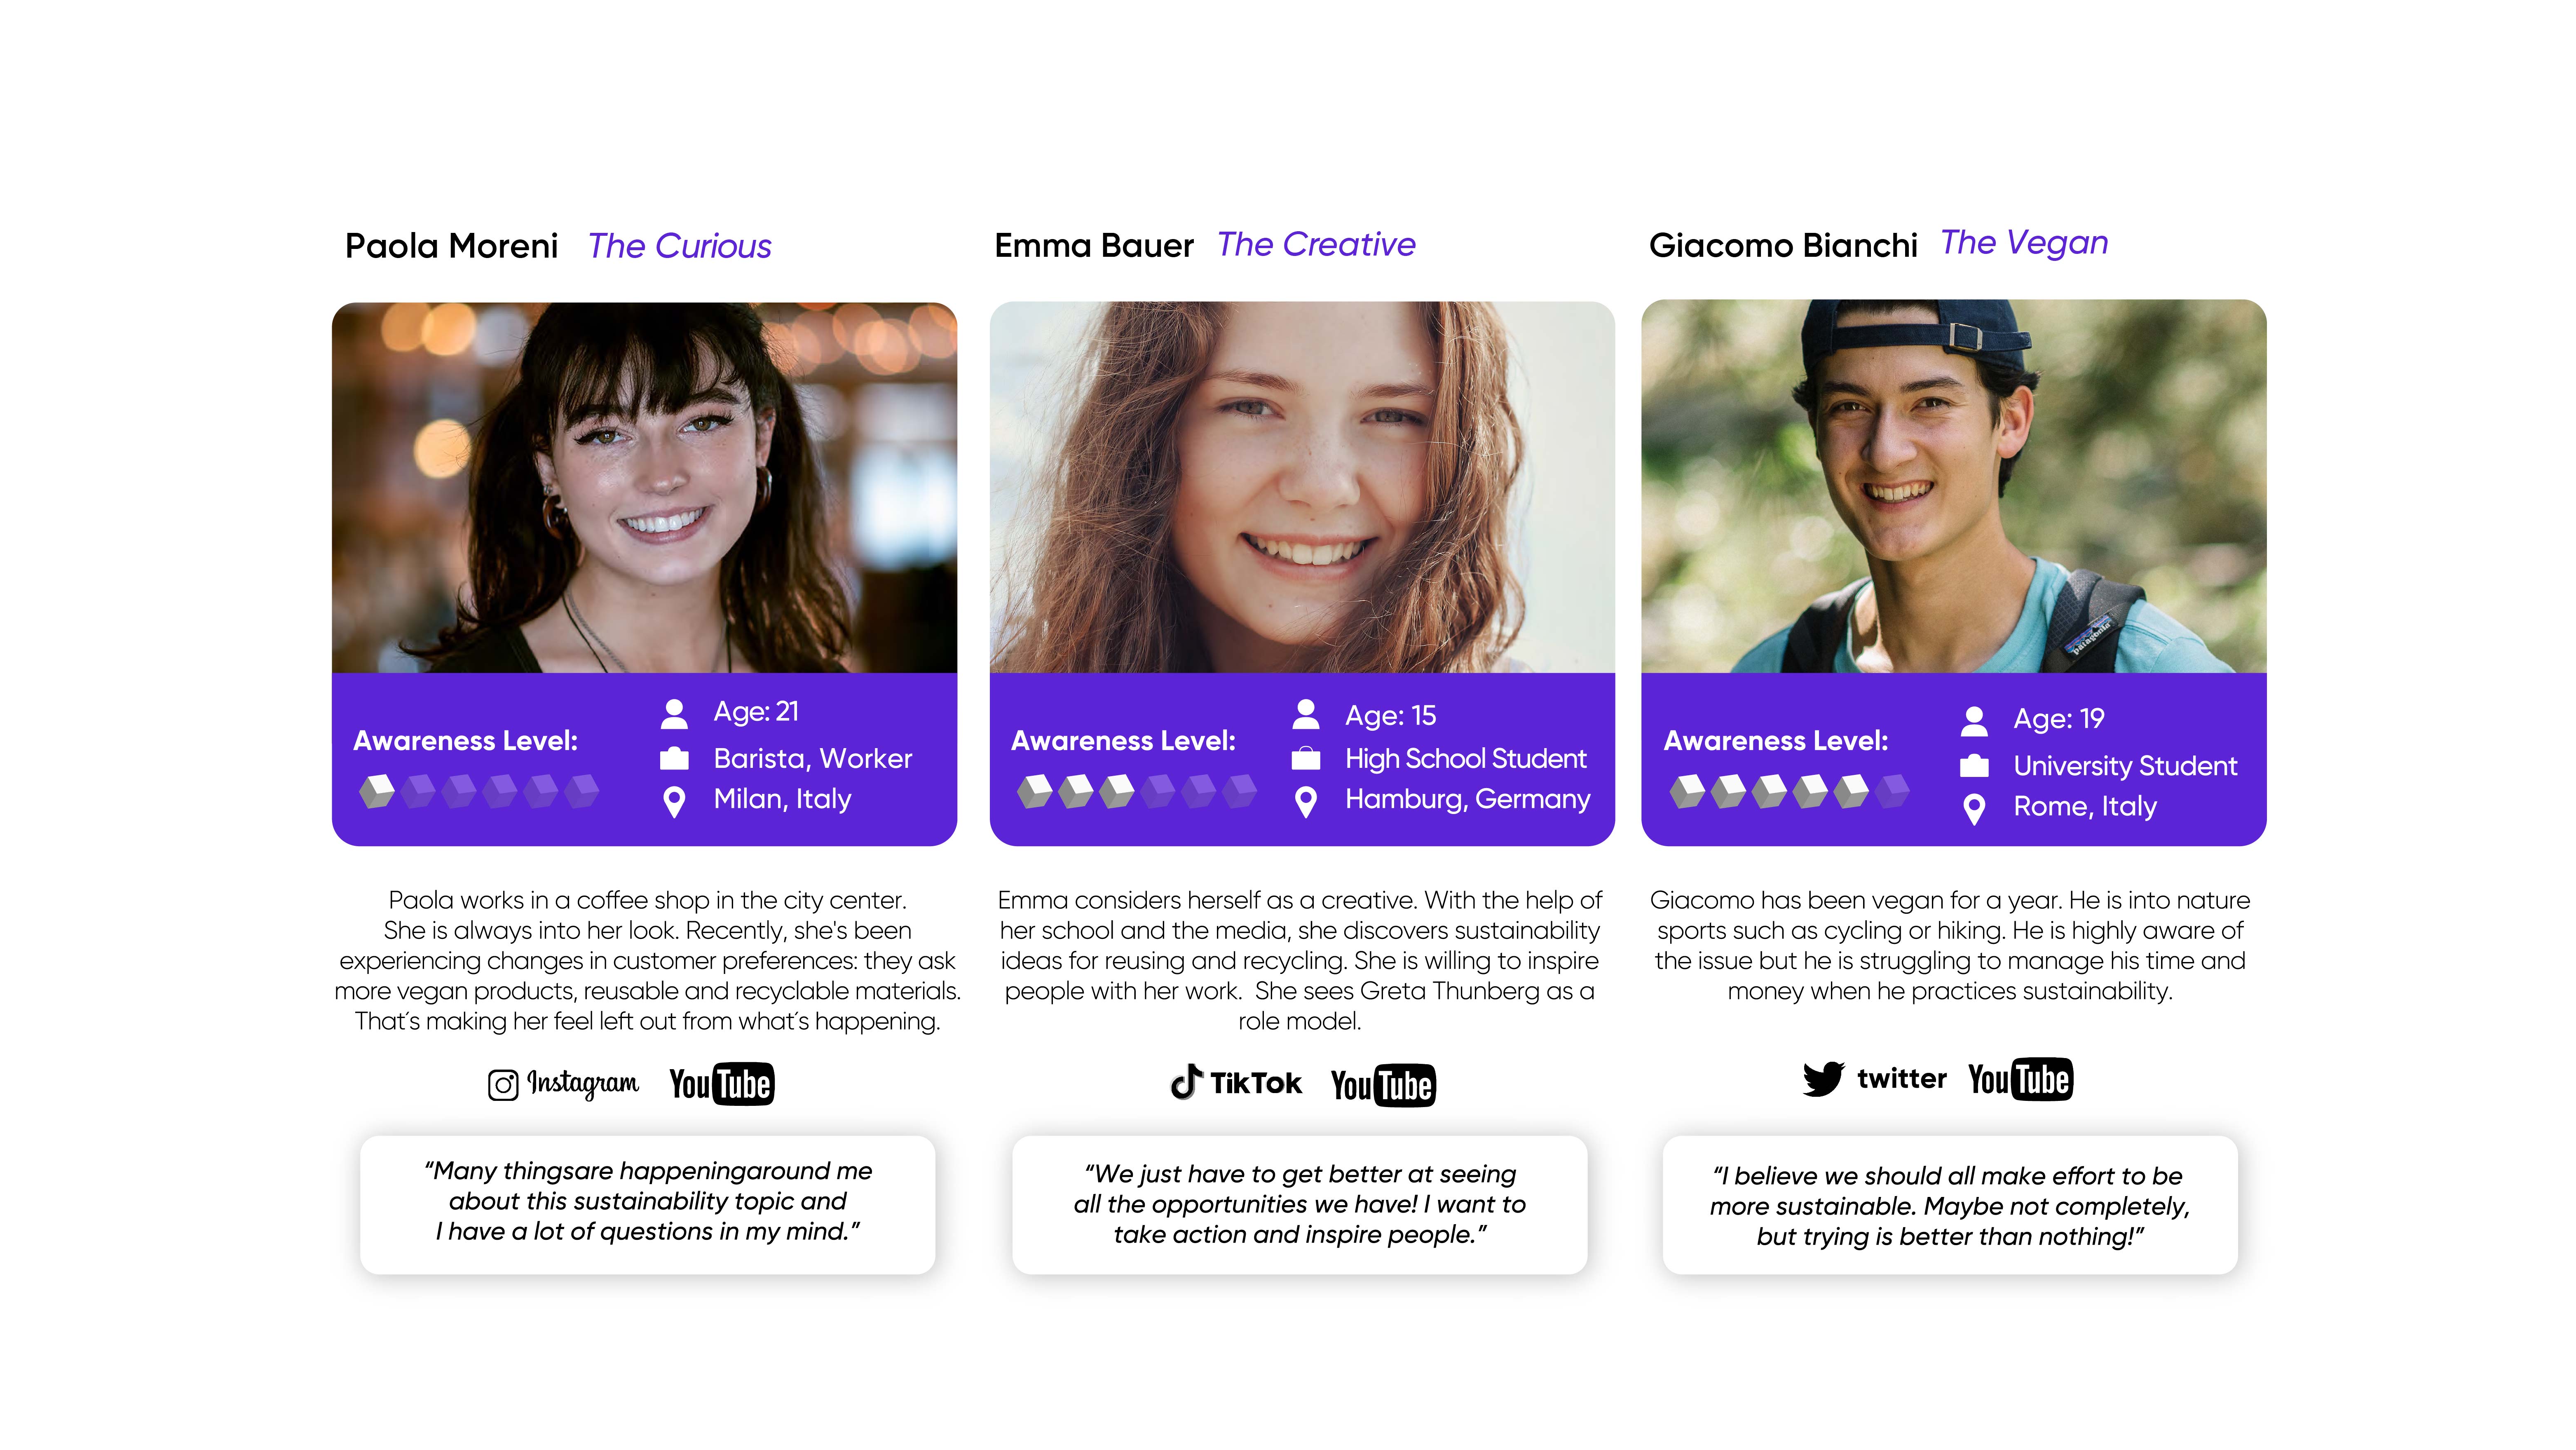 Paola Moreni The Curious
Awareness Level:
Age: 21
Barista, Worker
Milan, Italy
Paola works in a coffee shop in the city center.
She is always into her look. Recently, she's been
experiencing changes in customer preferences: they ask
more vegan products, reusable and recyclable materials.
That´s making her feel left out from what´s happening.
Instagram YouTube
“Many thingsare happeningaround me
about this sustainability topic and
I have a lot of questions in my mind.”
Emma Bauer The Creative
Awareness Level:
Age: 15
High School Student
Hamburg, Germany
Emma considers herself as a creative. With the help of
her school and the media, she discovers sustainability
ideas for reusing and recycling. She is willing to inspire
people with her work.  She sees Greta Thunberg as a
role model.
TikTok YouTube
“We just have to get better at seeing
all the opportunities we have! I want to
take action and inspire people.”
Giacomo Bianchi The Vegan
patagonia
Awareness Level:
Age: 19
University Student
Rome, Italy
Giacomo has been vegan for a year. He is into nature
sports such as cycling or hiking. He is highly aware of
the issue but he is struggling to manage his time and
money when he practices sustainability.
twitter YouTube
“I believe we should all make effort to be
more sustainable. Maybe not completely,
but trying is better than nothing!”